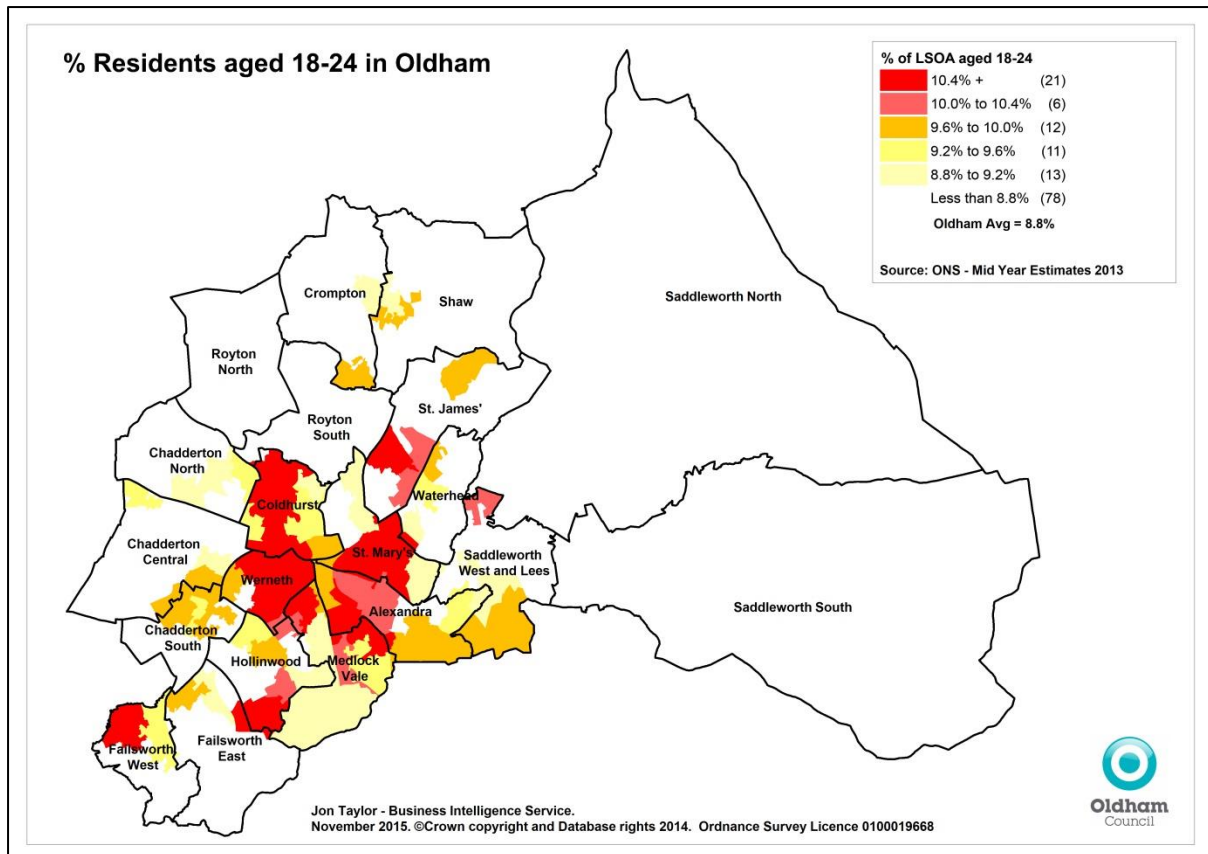 % Residents aged 18-24 in Oldham
% of LSOA aged 18-24
10.4% + (21)
10.0% to 10.4% (6)
9.6% to 10.0% (12)
9.2% to 9.6% (11)
8.8% to 9.2% (13)
Less than 8.8% (78)
Oldham Avg = 8.8%
Source: ONS - Mid Year Estimates 2013
Crompton
Shaw
Saddleworth North
Royton
North
Royton
South
St. James'
Chadderton
North
Coldhurst
Waterhead
Chadderton
Central
St. Mary's
Saddleworth
West and Lees
Werneth
Alexandra
Saddleworth South
Chadderton
South
Hollinwood
Medlock
Vale
Failsworth
West
Failsworth
East
Jon Taylor - Business Intelligence Service.
November 2015. ©Crown copyright and Database rights 2014. Ordnance Survey Licence 0100019668
Oldham
Council